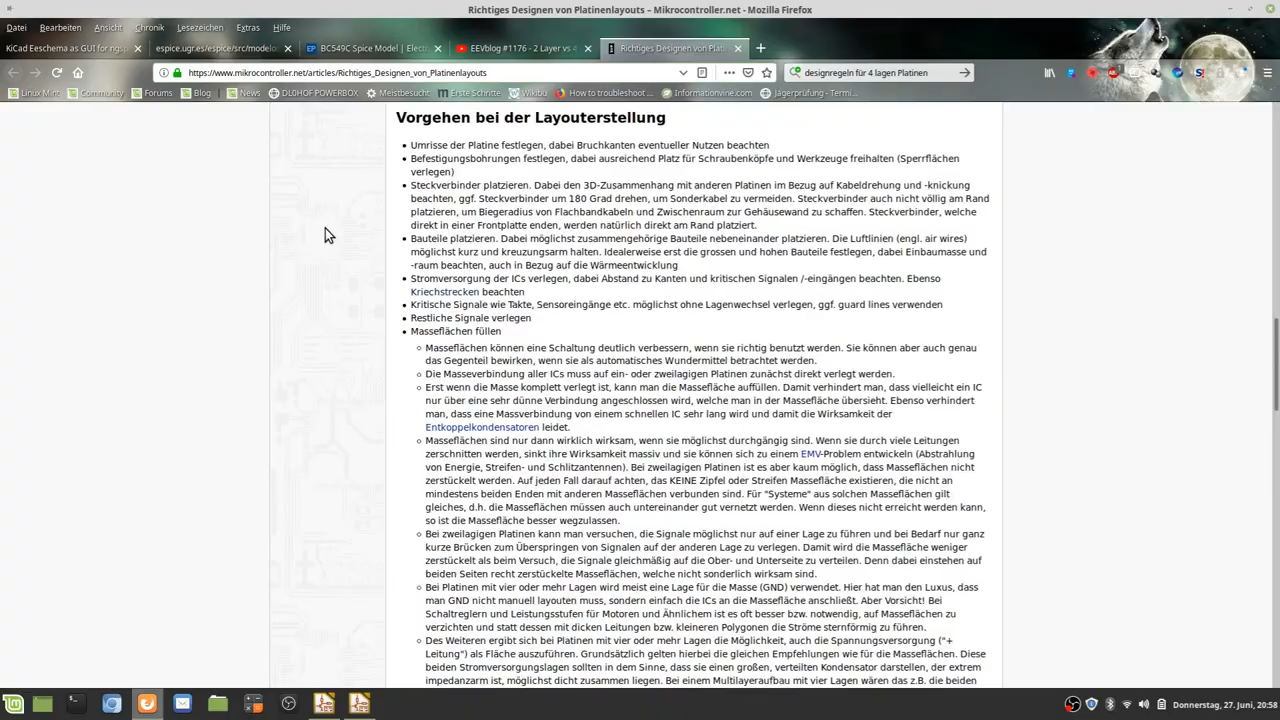 Richtiges Designen von Platinenlayouts – Mikrocontroller.net - Mozilla Firefox
Datei Bearbeiten Ansicht Chronik Lesezeichen Extras Hilfe
KiCad Eeschema as GUI for ngsp espice.ugr.es/espice/src/modelos BC549C Spice Model | Electr EEVblog #1176 - 2 Layer vs 4 Richtiges Designen von Platin
https://www.mikrocontroller.net/articles/Richtiges_Designen_von_Platinenlayouts designregeln für 4 lagen Platinen
Linux Mint Community Forums Blog News DL0HOF POWERBOX Meistbesucht Erste Schritte Wikibu How to troubleshoot ... Informationvine.com Jägerprüfung - Termi...
Vorgehen bei der Layouterstellung
• Umrisse der Platine festlegen, dabei Bruchkanten eventueller Nutzen beachten
• Befestigungsbohrungen festlegen, dabei ausreichend Platz für Schraubenköpfe und Werkzeuge freihalten (Sperrflächen
verlegen)
• Steckverbinder platzieren. Dabei den 3D-Zusammenhang mit anderen Platinen im Bezug auf Kabeldrehung und -knickung
beachten, ggf. Steckverbinder um 180 Grad drehen, um Sonderkabel zu vermeiden. Steckverbinder auch nicht völlig am Rand
platzieren, um Biegeradius von Flachbandkabeln und Zwischenraum zur Gehäusewand zu schaffen. Steckverbinder, welche
direkt in einer Frontplatte enden, werden natürlich direkt am Rand platziert.
• Bauteile platzieren. Dabei möglichst zusammengehörige Bauteile nebeneinander platzieren. Die Luftlinien (engl. air wires)
möglichst kurz und kreuzungsarm halten. Idealerweise erst die grossen und hohen Bauteile festlegen, dabei Einbaumasse und
-raum beachten, auch in Bezug auf die Wärmeentwicklung
• Stromversorgung der ICs verlegen, dabei Abstand zu Kanten und kritischen Signalen /-eingängen beachten. Ebenso
Kriechstrecken beachten
• Kritische Signale wie Takte, Sensoreingänge etc. möglichst ohne Lagenwechsel verlegen, ggf. guard lines verwenden
• Restliche Signale verlegen
• Masseflächen füllen
Masseflächen können eine Schaltung deutlich verbessern, wenn sie richtig benutzt werden. Sie können aber auch genau
das Gegenteil bewirken, wenn sie als automatisches Wundermittel betrachtet werden.
Die Masseverbindung aller ICs muss auf ein- oder zweilagigen Platinen zunächst direkt verlegt werden.
Erst wenn die Masse komplett verlegt ist, kann man die Massefläche auffüllen. Damit verhindert man, dass vielleicht ein IC
nur über eine sehr dünne Verbindung angeschlossen wird, welche man in der Massefläche übersieht. Ebenso verhindert
man, dass eine Massverbindung von einem schnellen IC sehr lang wird und damit die Wirksamkeit der
Entkoppelkondensatoren leidet.
Masseflächen sind nur dann wirklich wirksam, wenn sie möglichst durchgängig sind. Wenn sie durch viele Leitungen
zerschnitten werden, sinkt ihre Wirksamkeit massiv und sie können sich zu einem EMV-Problem entwickeln (Abstrahlung
von Energie, Streifen- und Schlitzantennen). Bei zweilagigen Platinen ist es aber kaum möglich, dass Masseflächen nicht
zerstückelt werden. Auf jeden Fall darauf achten, das KEINE Zipfel oder Streifen Massefläche existieren, die nicht an
mindestens beiden Enden mit anderen Masseflächen verbunden sind. Für "Systeme" aus solchen Masseflächen gilt
gleiches, d.h. die Masseflächen müssen auch untereinander gut vernetzt werden. Wenn dieses nicht erreicht werden kann,
so ist die Massefläche besser wegzulassen.
Bei zweilagigen Platinen kann man versuchen, die Signale möglichst nur auf einer Lage zu führen und bei Bedarf nur ganz
kurze Brücken zum Überspringen von Signalen auf der anderen Lage zu verlegen. Damit wird die Massefläche weniger
zerstückelt als beim Versuch, die Signale gleichmäßig auf die Ober- und Unterseite zu verteilen. Denn dabei einstehen auf
beiden Seiten recht zerstückelte Masseflächen, welche nicht sonderlich wirksam sind.
Bei Platinen mit vier oder mehr Lagen wird meist eine Lage für die Masse (GND) verwendet. Hier hat man den Luxus, dass
man GND nicht manuell layouten muss, sondern einfach die ICs an die Massefläche anschließt. Aber Vorsicht! Bei
Schaltreglern und Leistungsstufen für Motoren und Ähnlichem ist es oft besser bzw. notwendig, auf Masseflächen zu
verzichten und statt dessen mit dicken Leitungen bzw. kleineren Polygonen die Ströme sternförmig zu führen.
Des Weiteren ergibt sich bei Platinen mit vier oder mehr Lagen die Möglichkeit, auch die Spannungsversorgung ("+
Leitung") als Fläche auszuführen. Grundsätzlich gelten hierbei die gleichen Empfehlungen wie für die Masseflächen. Diese
beiden Stromversorgungslagen sollten in dem Sinne, dass sie einen großen, verteilten Kondensator darstellen, der extrem
impedanzarm ist, möglichst dicht zusammen liegen. Bei einem Multilayeraufbau mit vier Lagen wären das z.B. die beiden
Donnerstag, 27. Juni, 20:58